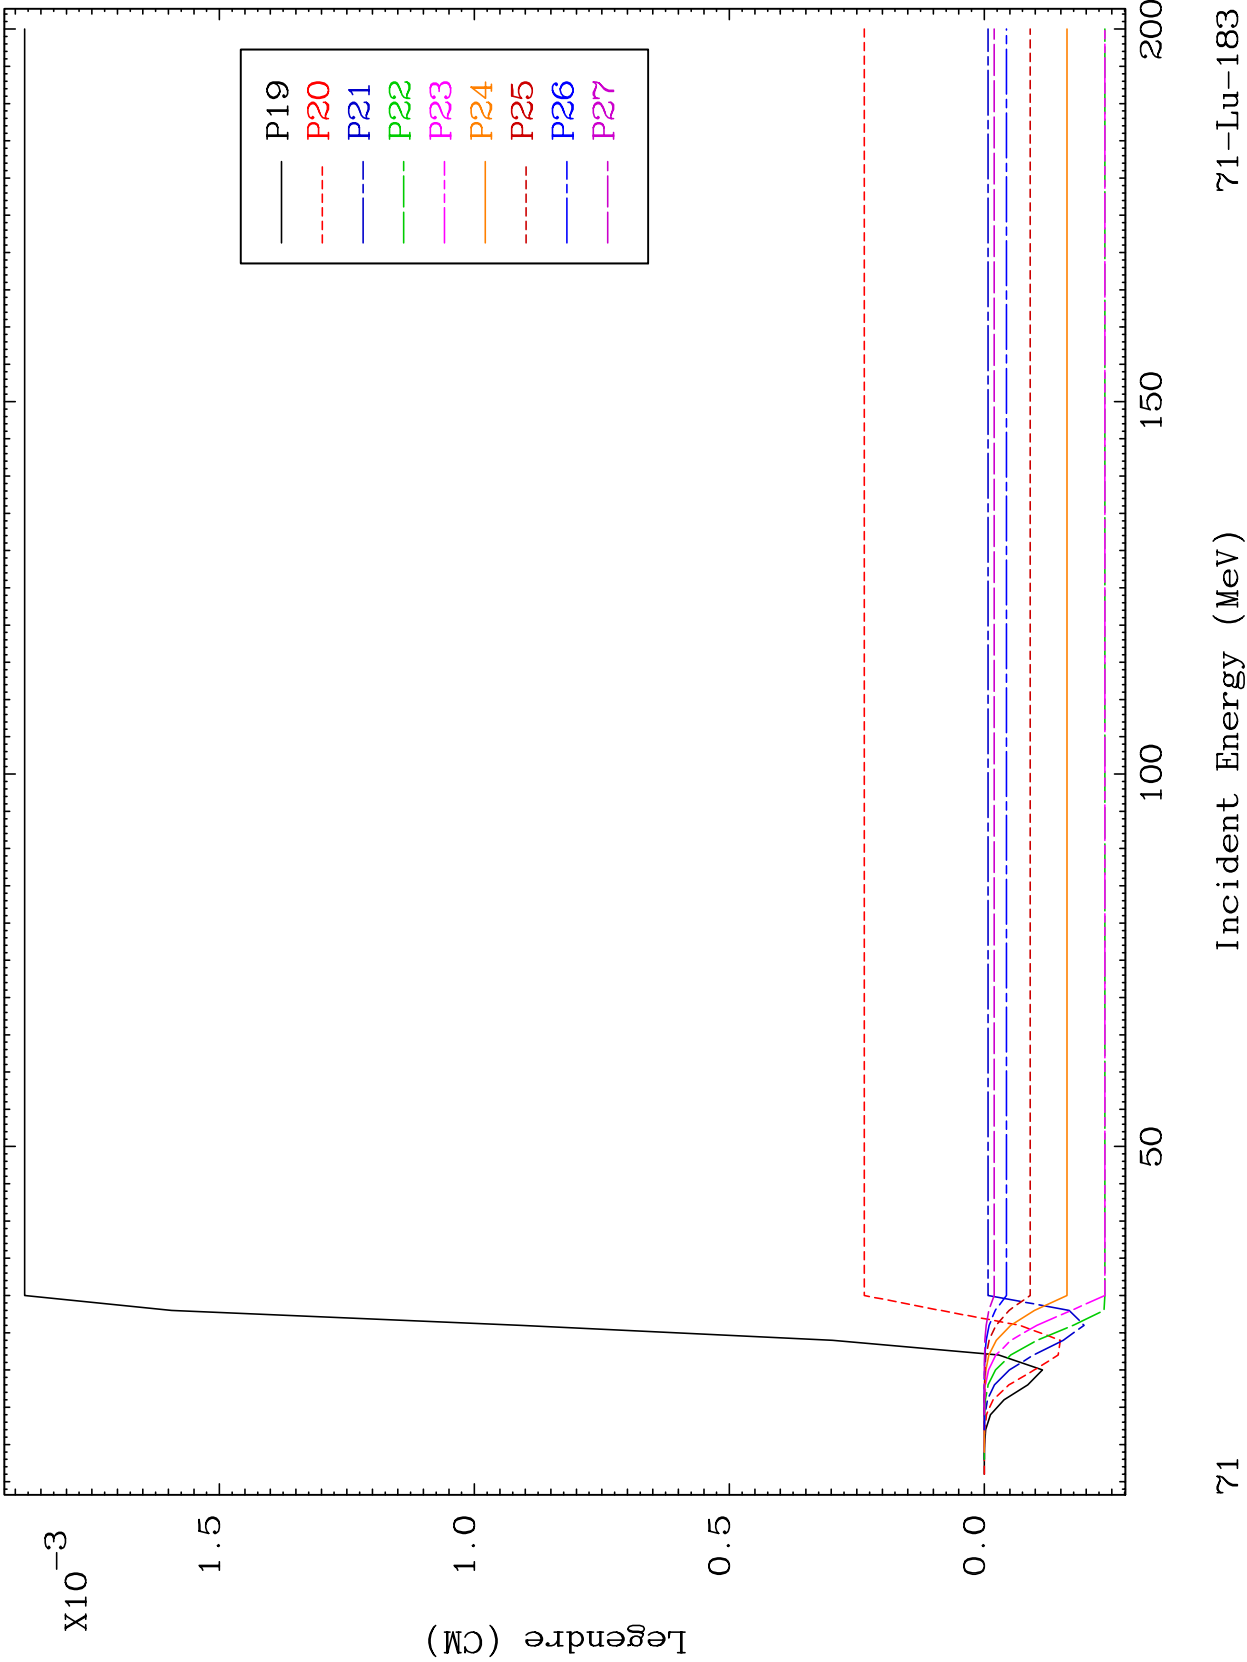 X10-3
1.5
1.0
0.5
0.0
Legendre (CM)
P19
P20
P21
P22
P23
P24
P25
P26
P27
50
100
150
200
Incident Energy (MeV)
71
71-Lu-183